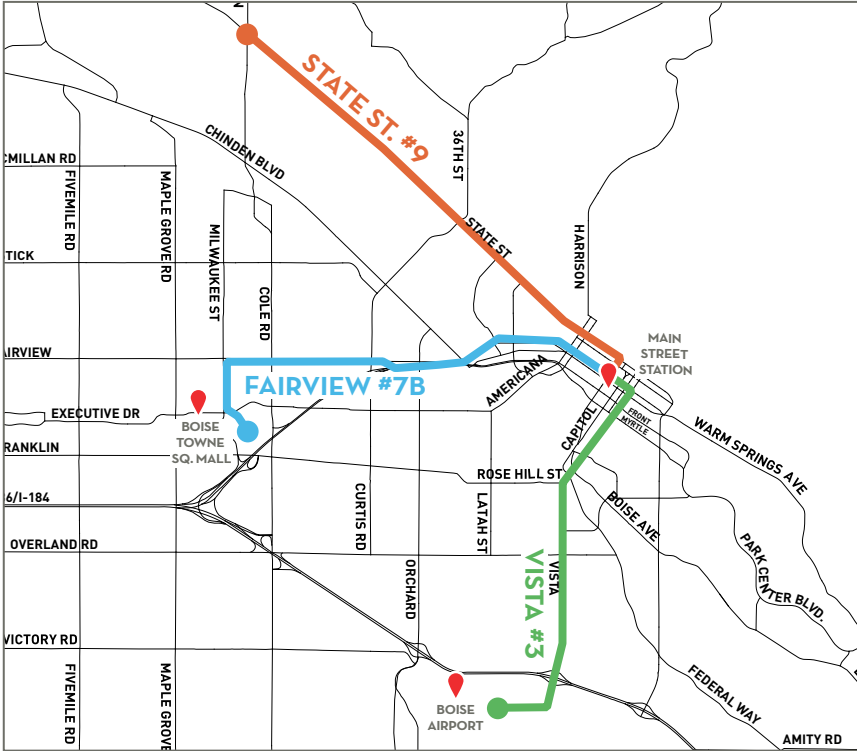 N
STATE ST. #9
36TH ST
CHINDEN BLVD
CMILLAN RD
FIVEMILE RD
MAPLE GROVE RD
MILWAUKEE ST
STATE ST
HARRISON
TICK
COLE RD
MAIN
STREET
STATION
AIRVIEW
FAIRVIEW #7B
AMERICANA
EXECUTIVE DR
BOISE
TOWNE
SQ. MALL
CAPITOL
FRONT
MYRTLE
WARM SPRINGS AVE
RANKLIN
ROSE HILL ST
36/I-184
CURTIS RD
LATAH ST
BOISE AVE
OVERLAND RD
ORCHARD
VISTA
VISTA #3
PARK CENTER BLVD.
VICTORY RD
FIVEMILE RD
MAPLE GROVE
BOISE
AIRPORT
FEDERAL WAY
AMITY RD